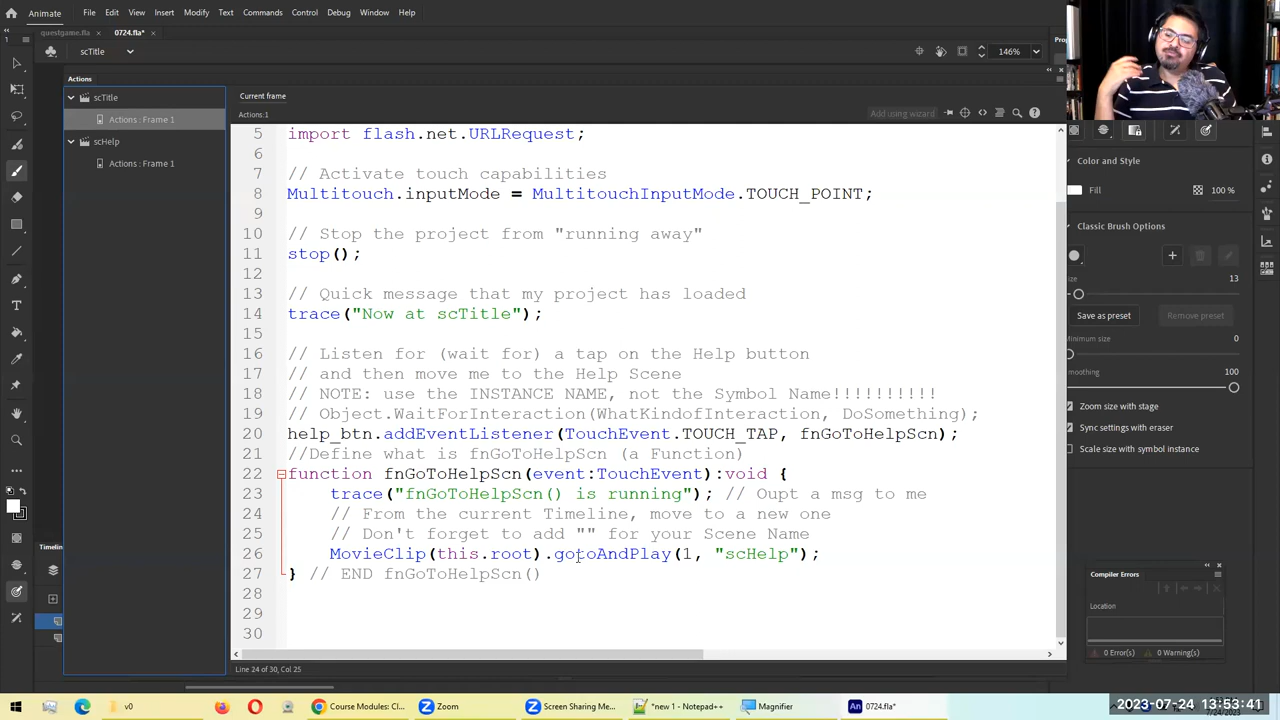 Animate File Edit View Insert Modify Text Commands Control Debug Window Help
questgame.fla × 0724.fla* ×
scTitle 146%
Actions
scTitle
Actions : Frame 1
scHelp
Actions : Frame 1
Current frame
Actions:1 Add using wizard
5 import flash.net.URLRequest;
6
7 // Activate touch capabilities
8 Multitouch.inputMode = MultitouchInputMode.TOUCH_POINT;
9
10 // Stop the project from "running away"
11 stop();
12
13 // Quick message that my project has loaded
14 trace("Now at scTitle");
15
16 // Listen for (wait for) a tap on the Help button
17 // and then move me to the Help Scene
18 // NOTE: use the INSTANCE NAME, not the Symbol Name!!!!!!!!!!
19 // Object.WaitForInteraction(WhatKindofInteraction, DoSomething);
20 help_btn.addEventListener(TouchEvent.TOUCH_TAP, fnGoToHelpScn);
21 //Define what is fnGoToHelpScn (a Function)
22 function fnGoToHelpScn(event:TouchEvent):void {
23 trace("fnGoToHelpScn() is running"); // Oupt a msg to me
24 // From the current Timeline, move to a new one
25 // Don't forget to add "" for your Scene Name
26 MovieClip(this.root).gotoAndPlay(1, "scHelp");
27 } // END fnGoToHelpScn()
28
29
30
Line 24 of 30, Col 25
Timeline
Color and Style
Fill 100 %
Classic Brush Options
13
Save as preset Remove preset
0
100
Zoom size with stage
Sync settings with eraser
Scale size with symbol instance
Compiler Errors
Location
0 Error(s) 0 Warning(s)
v0 Course Modules: Cl... Zoom Screen Sharing Me... *new 1 - Notepad++ Magnifier 0724.fla*
2023-07-24 13:53:41